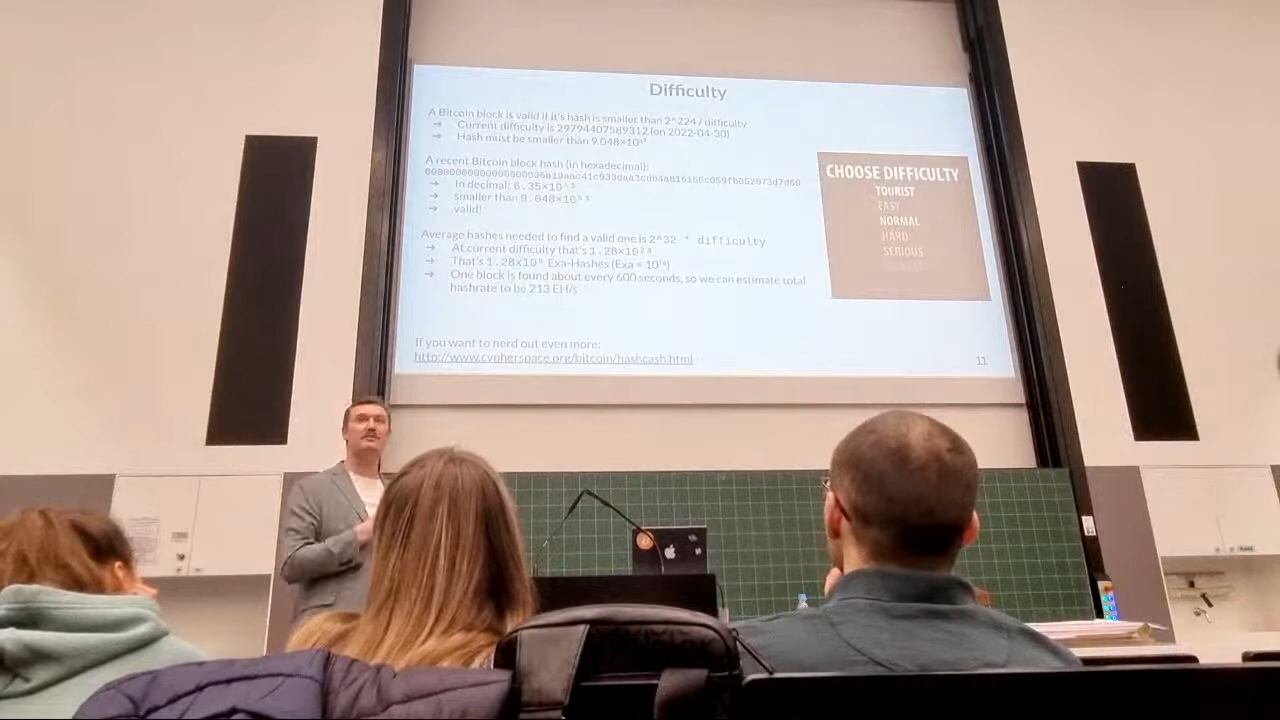 Difficulty
A Bitcoin block is valid if it's hash is smaller than 2^224 / difficulty
➔ Current difficulty is 29794407589312 (on 2022-04-30)
➔ Hash must be smaller than 9.048×10⁵³
A recent Bitcoin block hash (in hexadecimal):
➔ In decimal: 6.35×10⁵³
➔ smaller than 9.048×10⁵³
➔ valid!
Average hashes needed to find a valid one is 2^32 * difficulty
➔ At current difficulty that's 1.28×10²³
➔ That's 1.28x10⁵ Exa-Hashes (Exa = 10¹⁸)
➔ One block is found about every 600 seconds, so we can estimate total
hashrate to be 213 EH/s
If you want to nerd out even more:
http://www.cypherspace.org/bitcoin/hashcash.html
11
CHOOSE DIFFICULTY
TOURIST
EASY
NORMAL
HARD
SERIOUS